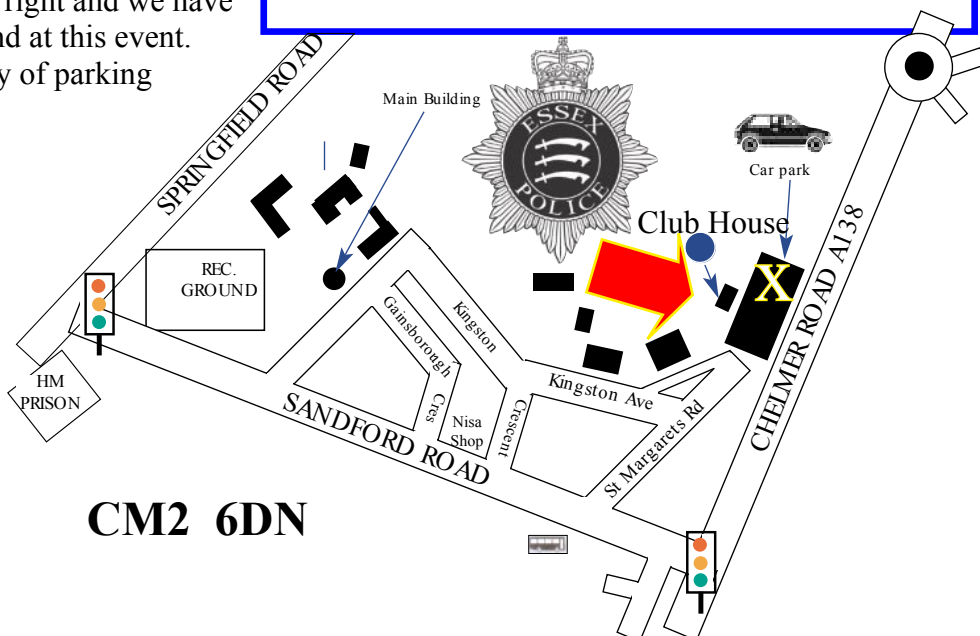 right and we have
nd at this event.
y of parking
SPRINGFIELD ROAD
Main Building
ESSEX
POLICE
Car park
Club House
X
CHELMER ROAD A138
REC.
GROUND
HM
PRISON
Gainsborough
Cres
Kingston
Crescent
Nisa
Shop
Kingston Ave
St Margarets Rd
SANDFORD ROAD
CM2 6DN